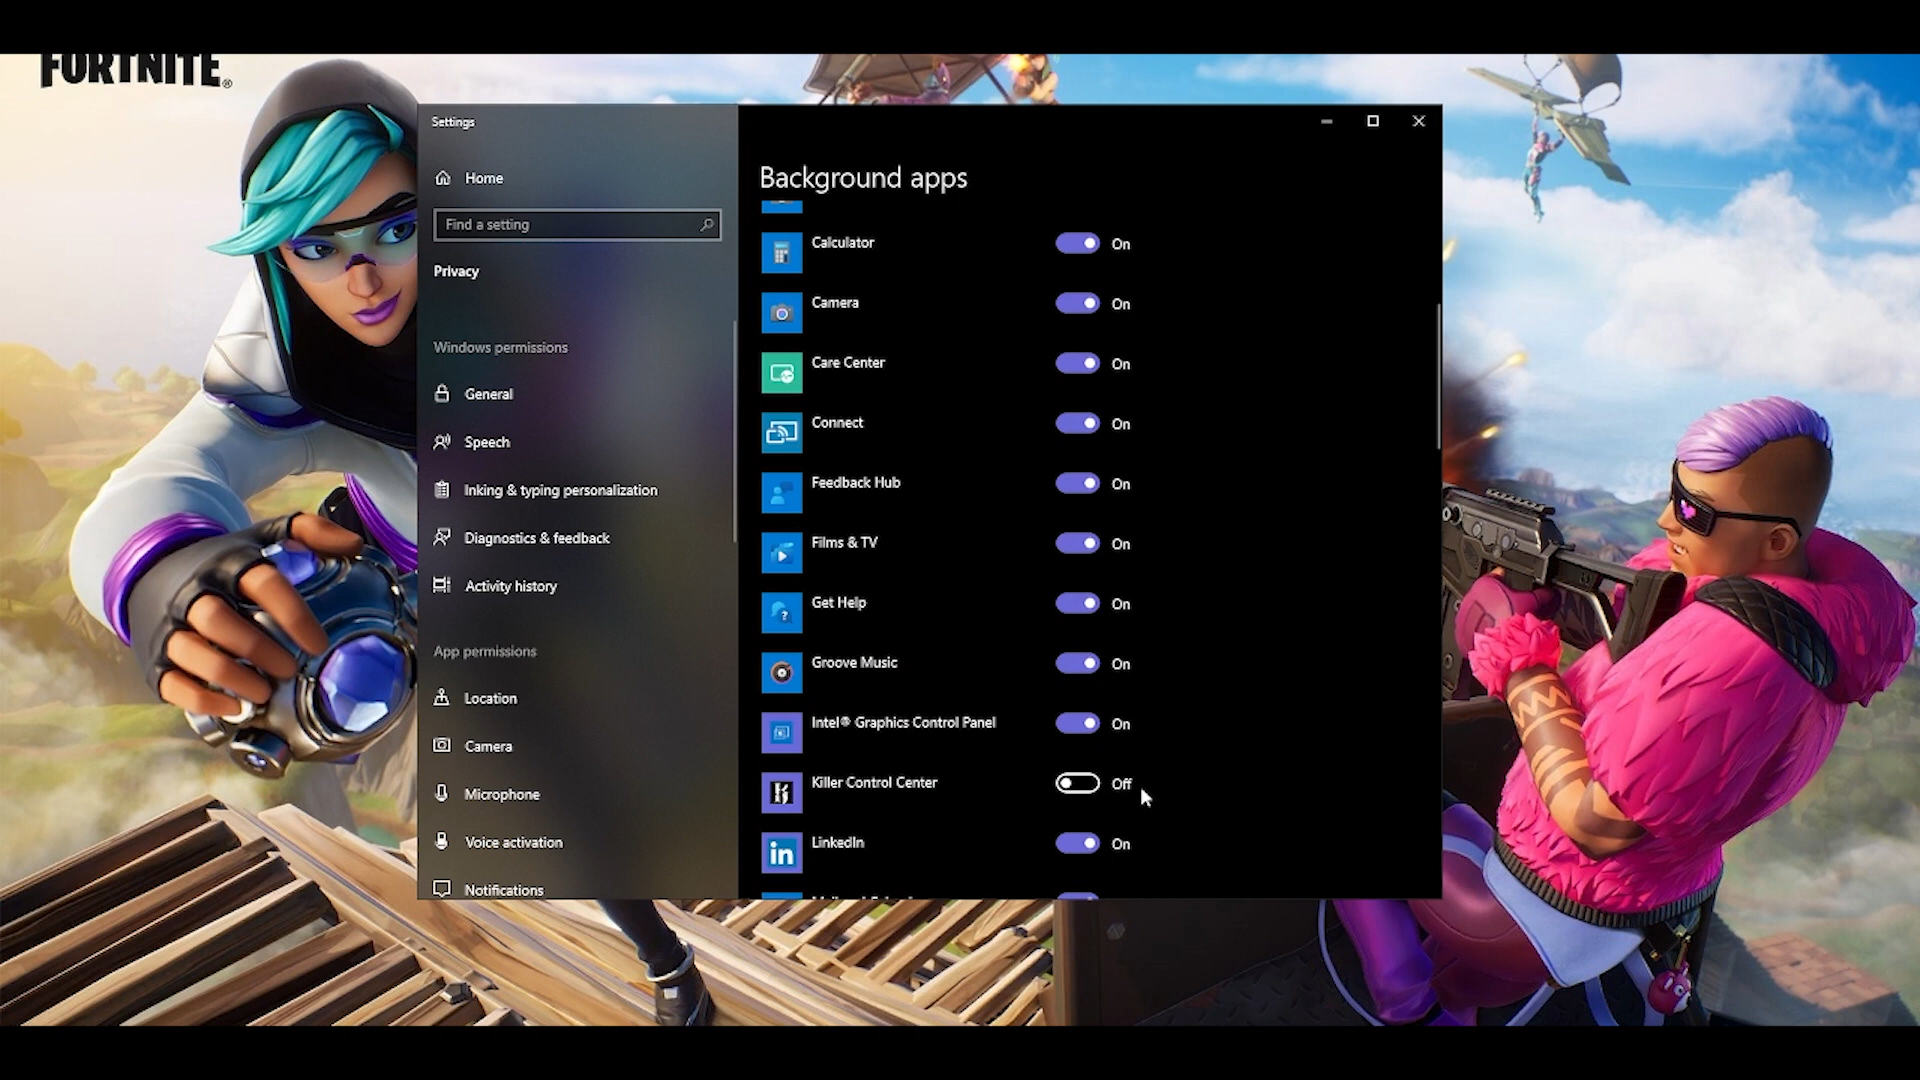 FORTNITE®
Settings
Home
Find a setting
Privacy
Windows permissions
General
Speech
Inking & typing personalization
Diagnostics & feedback
Activity history
App permissions
Location
Camera
Microphone
Voice activation
Notifications
Background apps
Calculator On
Camera On
Care Center On
Connect On
Feedback Hub On
Films & TV On
Get Help On
Groove Music On
Intel® Graphics Control Panel On
Killer Control Center Off
in LinkedIn On